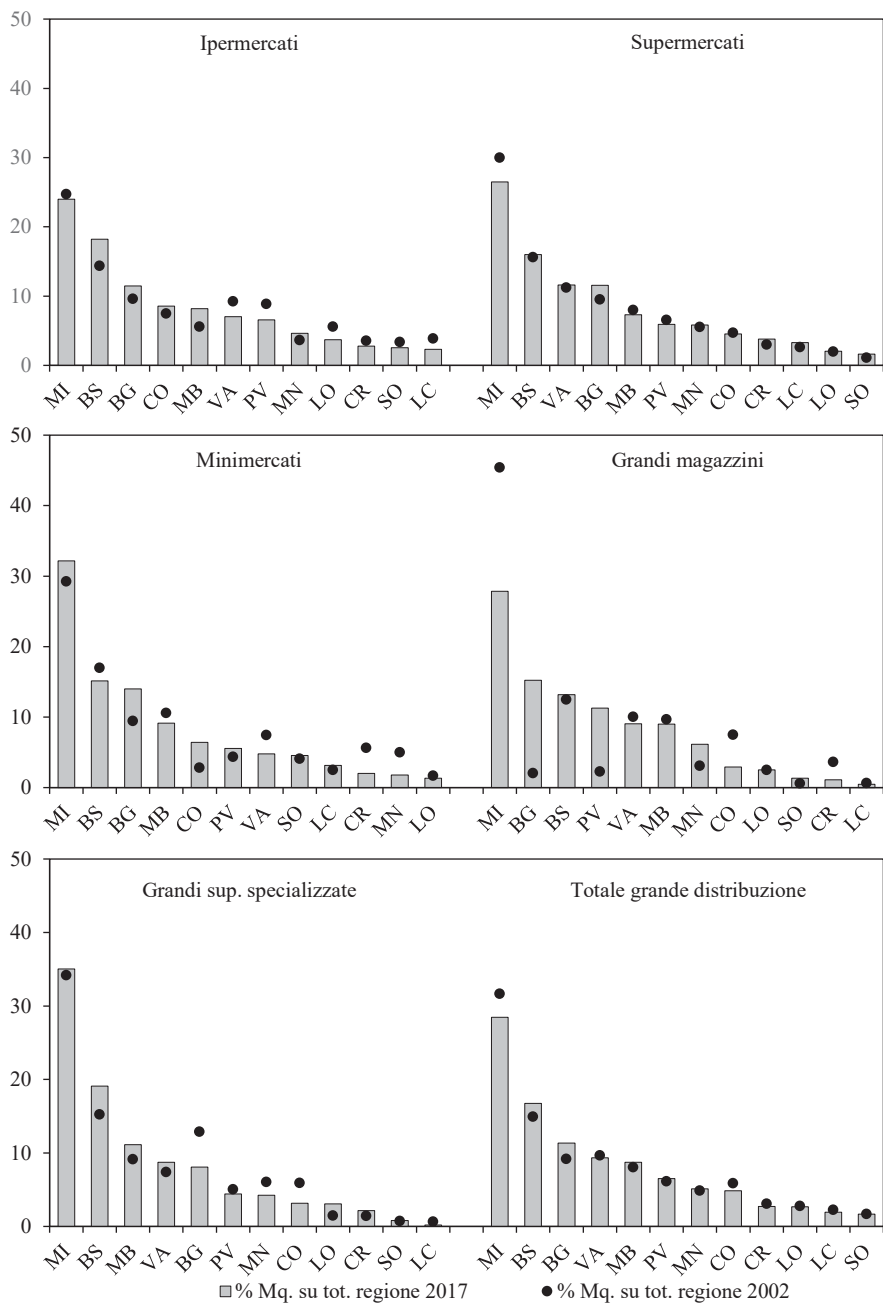 50
40
30
20
10
0
Ipermercati
Supermercati
MI BS BG CO MB VA PV MN LO CR SO LC
MI BS VA BG MB PV MN CO CR LC LO SO
50
40
30
20
10
0
Minimercati
Grandi magazzini
MI BS BG MB CO PV VA SO LC CR MN LO
MI BG BS PV VA MB MN CO LO SO CR LC
50
40
30
20
10
0
Grandi sup. specializzate
Totale grande distribuzione
MI BS MB VA BG PV MN CO LO CR SO LC
MI BS BG VA MB PV MN CO CR LO LC SO
% Mq. su tot. regione 2017
% Mq. su tot. regione 2002